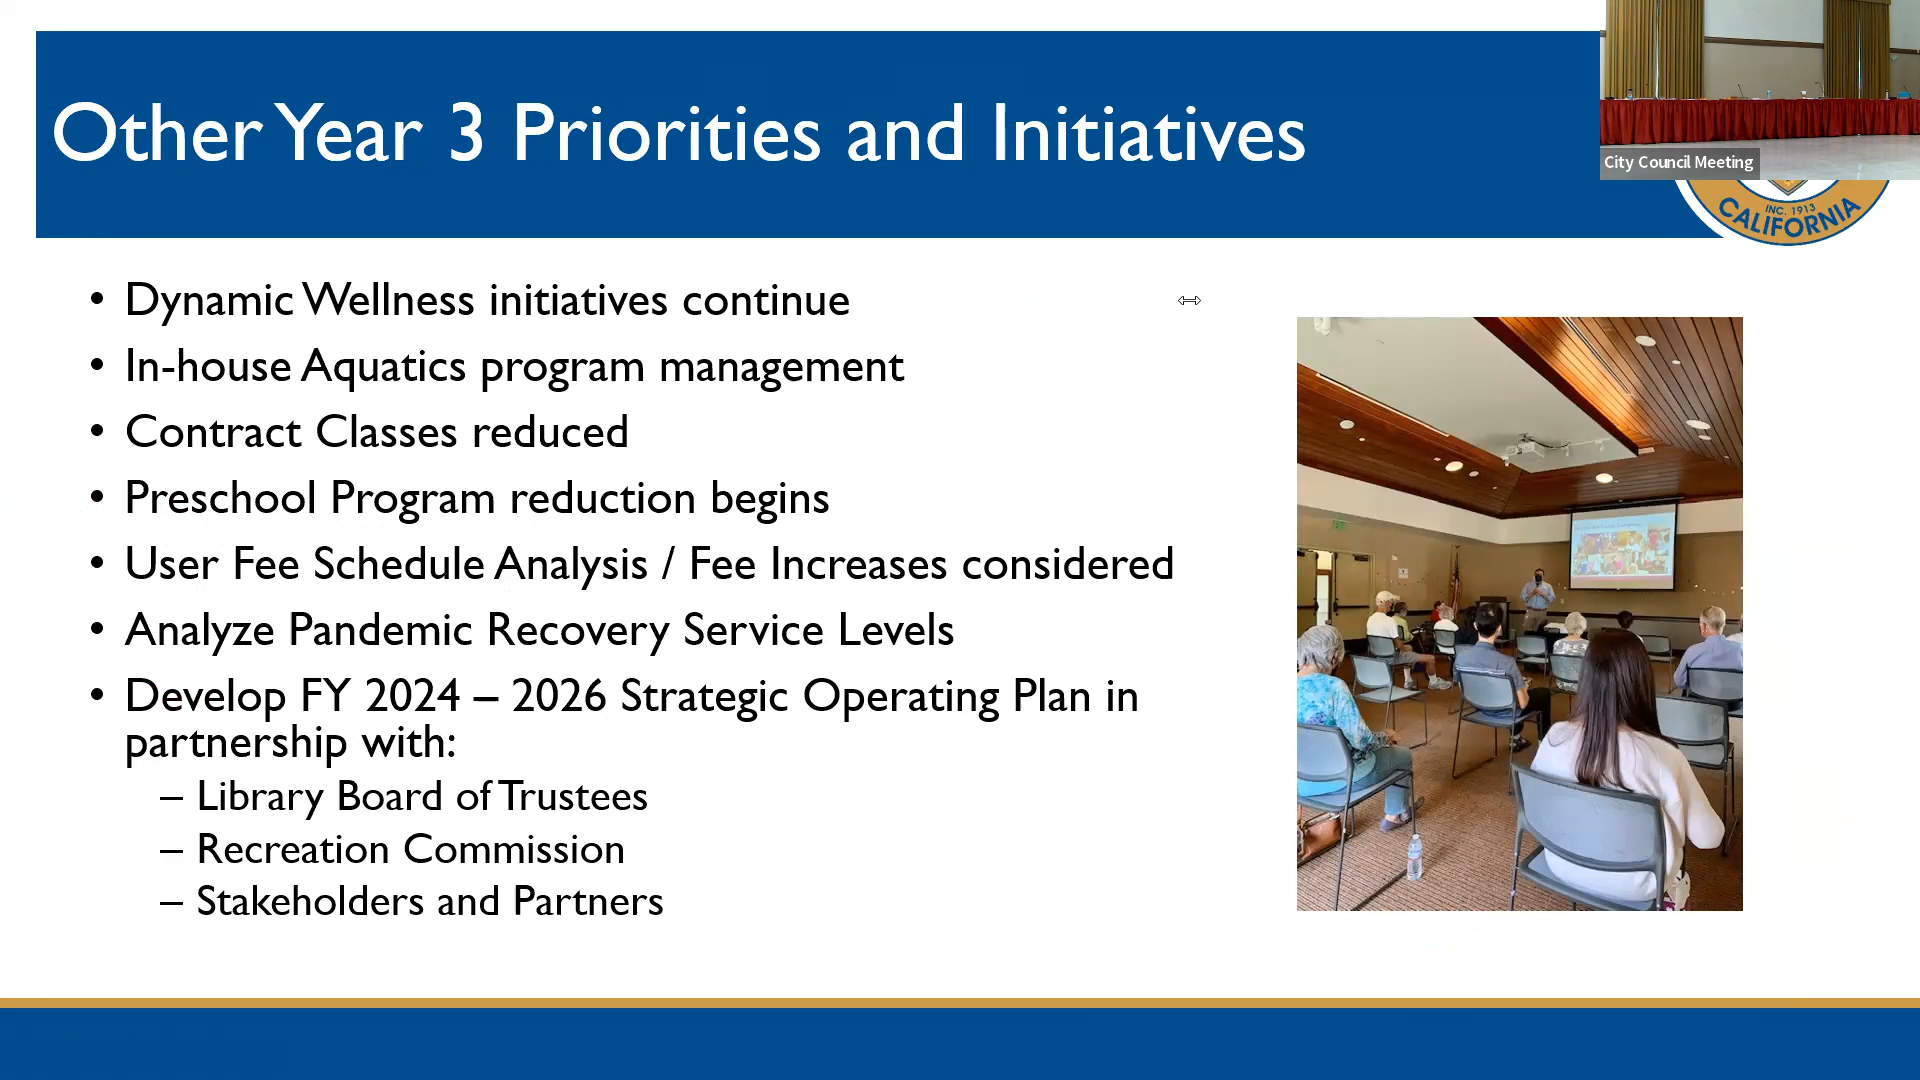 Other Year 3 Priorities and Initiatives
City Council Meeting
INC. 1913
CALIFORNIA
• Dynamic Wellness initiatives continue
• In-house Aquatics program management
• Contract Classes reduced
• Preschool Program reduction begins
• User Fee Schedule Analysis / Fee Increases considered
• Analyze Pandemic Recovery Service Levels
• Develop FY 2024 – 2026 Strategic Operating Plan in
partnership with:
– Library Board of Trustees
– Recreation Commission
– Stakeholders and Partners